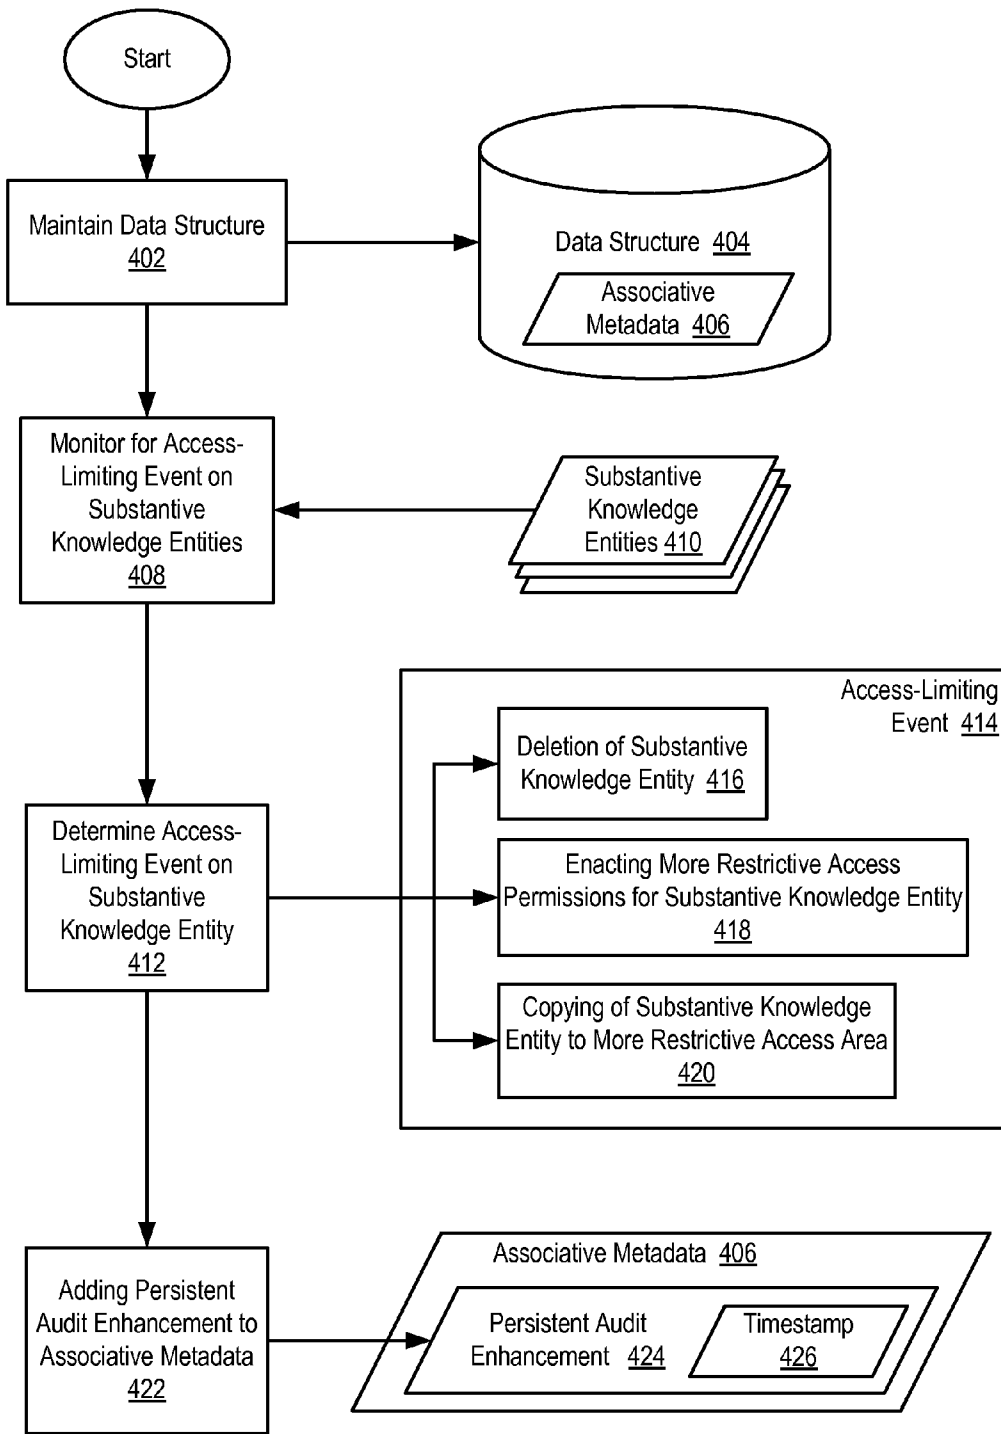 Start
Maintain Data Structure
402
Data Structure 404
Associative
Metadata 406
Monitor for Access-
Limiting Event on
Substantive
Knowledge Entities
408
Substantive
Knowledge
Entities 410
Access-Limiting
Event 414
Deletion of Substantive
Knowledge Entity 416
Determine Access-
Limiting Event on
Substantive
Knowledge Entity
412
Enacting More Restrictive Access
Permissions for Substantive Knowledge Entity
418
Copying of Substantive Knowledge
Entity to More Restrictive Access Area
420
Adding Persistent
Audit Enhancement to
Associative Metadata
422
Associative Metadata 406
Persistent Audit
Enhancement 424
Timestamp
426